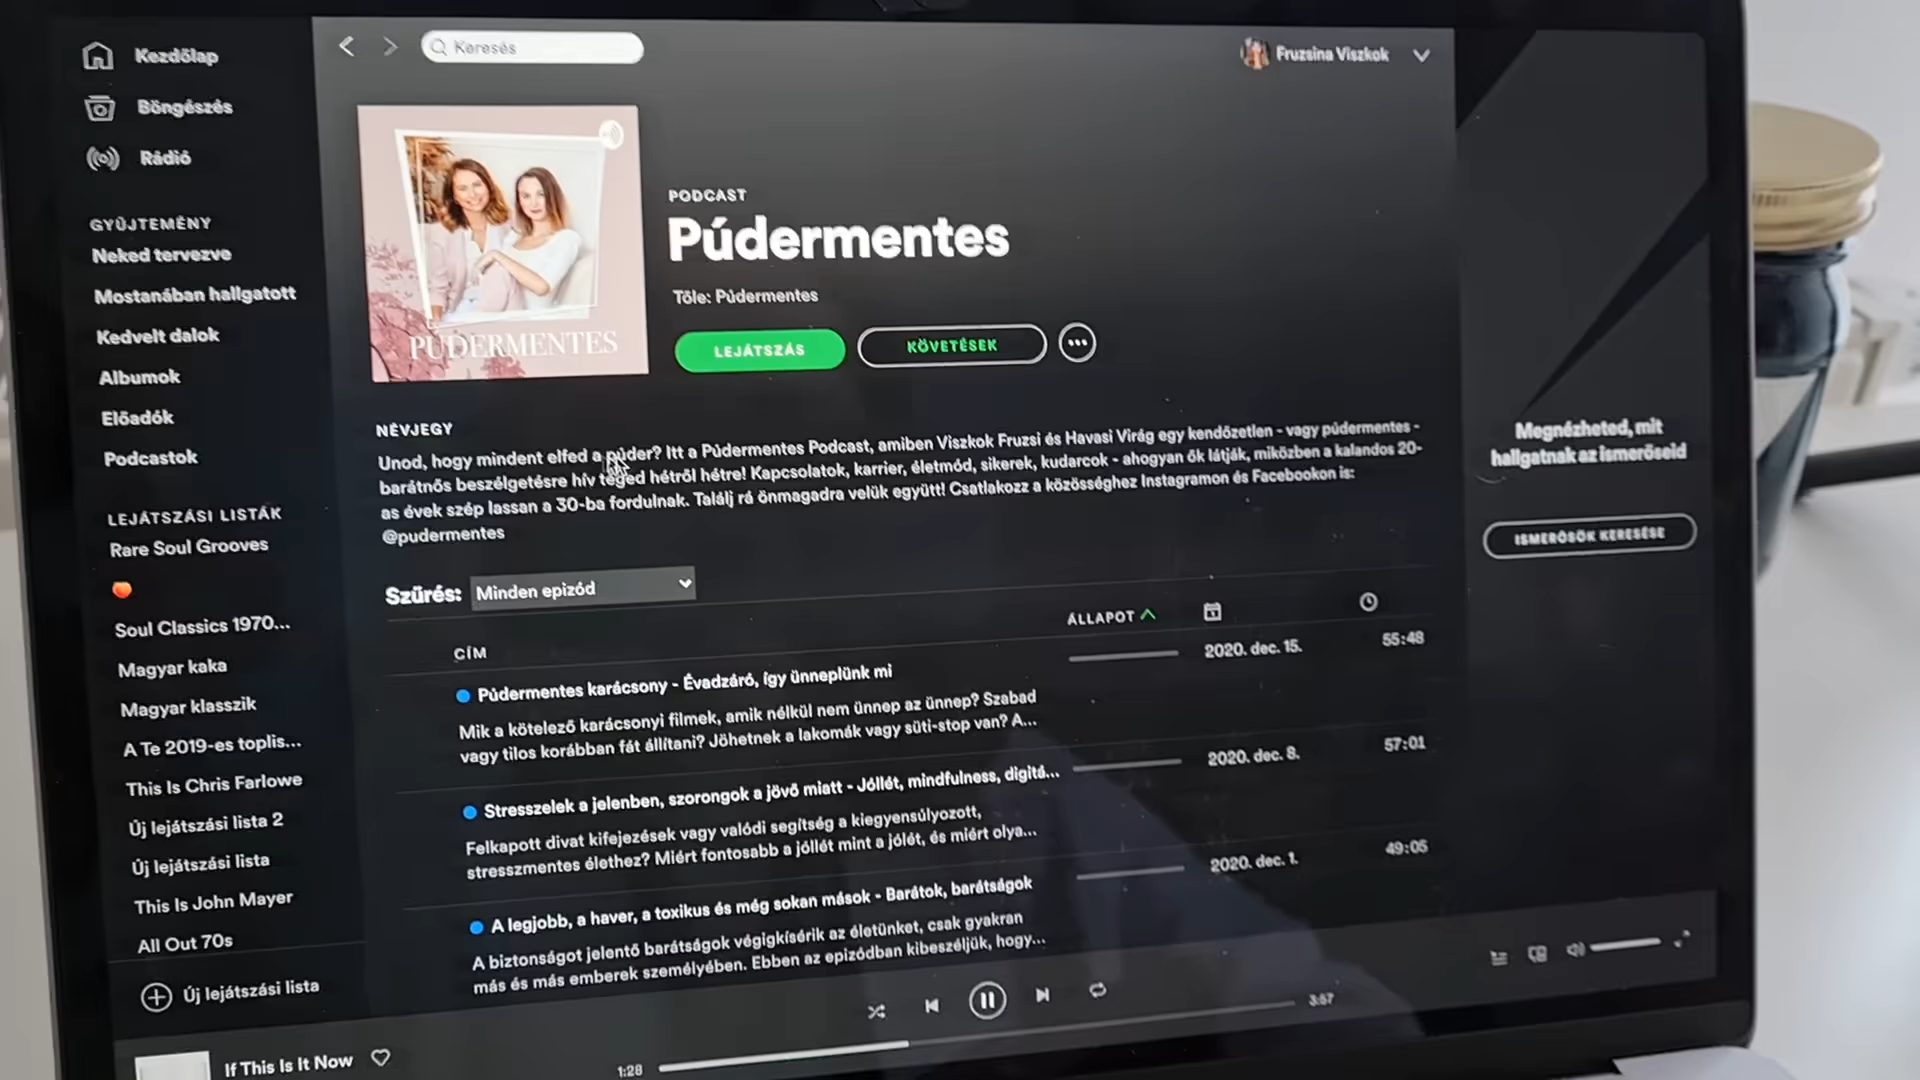 Kezdőlap
Böngészés
Rádió
GYŰJTEMÉNY
Neked tervezve
Mostanában hallgatott
Kedvelt dalok
Albumok
Előadók
Podcastok
LEJÁTSZÁSI LISTÁK
Rare Soul Grooves
🍑
Soul Classics 1970...
Magyar kaka
Magyar klasszik
A Te 2019-es toplis...
This Is Chris Farlowe
Új lejátszási lista 2
Új lejátszási lista
This Is John Mayer
All Out 70s
Új lejátszási lista
Keresés
Fruzsina Viszkok
PÚDERMENTES
PODCAST
Púdermentes
Tőle: Púdermentes
LEJÁTSZÁS
KÖVETÉSEK
NÉVJEGY
Unod, hogy mindent elfed a púder? Itt a Púdermentes Podcast, amiben Viszkok Fruzsi és Havasi Virág egy kendőzetlen - vagy púdermentes -
barátnős beszélgetésre hív téged hétről hétre! Kapcsolatok, karrier, életmód, sikerek, kudarcok - ahogyan ők látják, miközben a kalandos 20-
as évek szép lassan a 30-ba fordulnak. Találj rá önmagadra velük együtt! Csatlakozz a közösséghez Instagramon és Facebookon is:
@pudermentes
Szűrés: Minden epizód
CÍM ÁLLAPOT
Púdermentes karácsony - Évadzáró, így ünneplünk mi 2020. dec. 15. 55:48
Mik a kötelező karácsonyi filmek, amik nélkül nem ünnep az ünnep? Szabad
vagy tilos korábban fát állítani? Jöhetnek a lakomák vagy süti-stop van? A...
Stresszelek a jelenben, szorongok a jövő miatt - Jóllét, mindfulness, digitá... 2020. dec. 8. 57:01
Felkapott divat kifejezések vagy valódi segítség a kiegyensúlyozott,
stresszmentes élethez? Miért fontosabb a jóllét mint a jólét, és miért olya...
A legjobb, a haver, a toxikus és még sokan mások - Barátok, barátságok 2020. dec. 1. 49:05
A biztonságot jelentő barátságok végigkísérik az életünket, csak gyakran
más és más emberek személyében. Ebben az epizódban kibeszéljük, hogy...
Megnézheted, mit
hallgatnak az ismerőseid
ISMERŐSÖK KERESÉSE
If This Is It Now
1:28
3:57